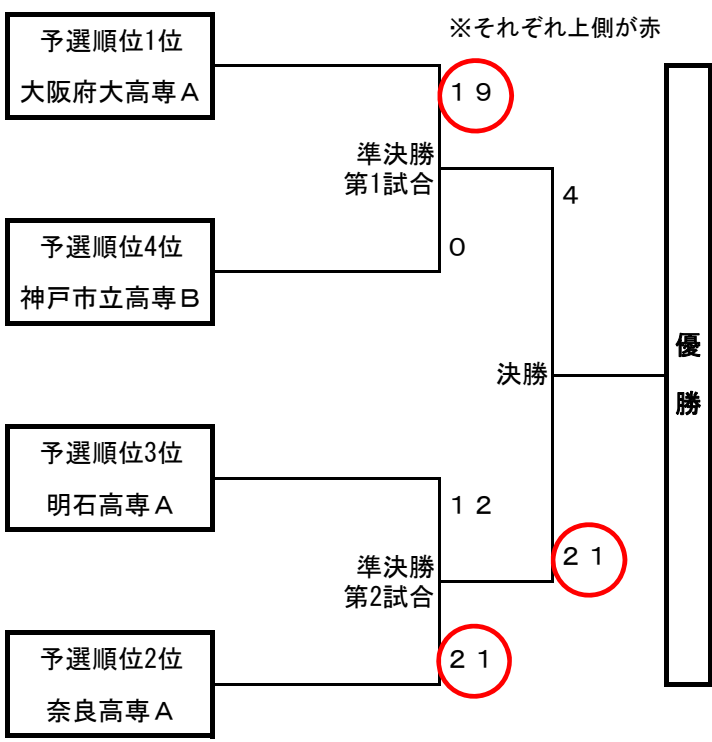 ※それぞれ上側が赤
予選順位1位
大阪府大高専A
19
準決勝
第1試合
4
予選順位4位
神戸市立高専B
0
優
勝
決勝
予選順位3位
明石高専A
12
準決勝
第2試合
21
予選順位2位
奈良高専A
21